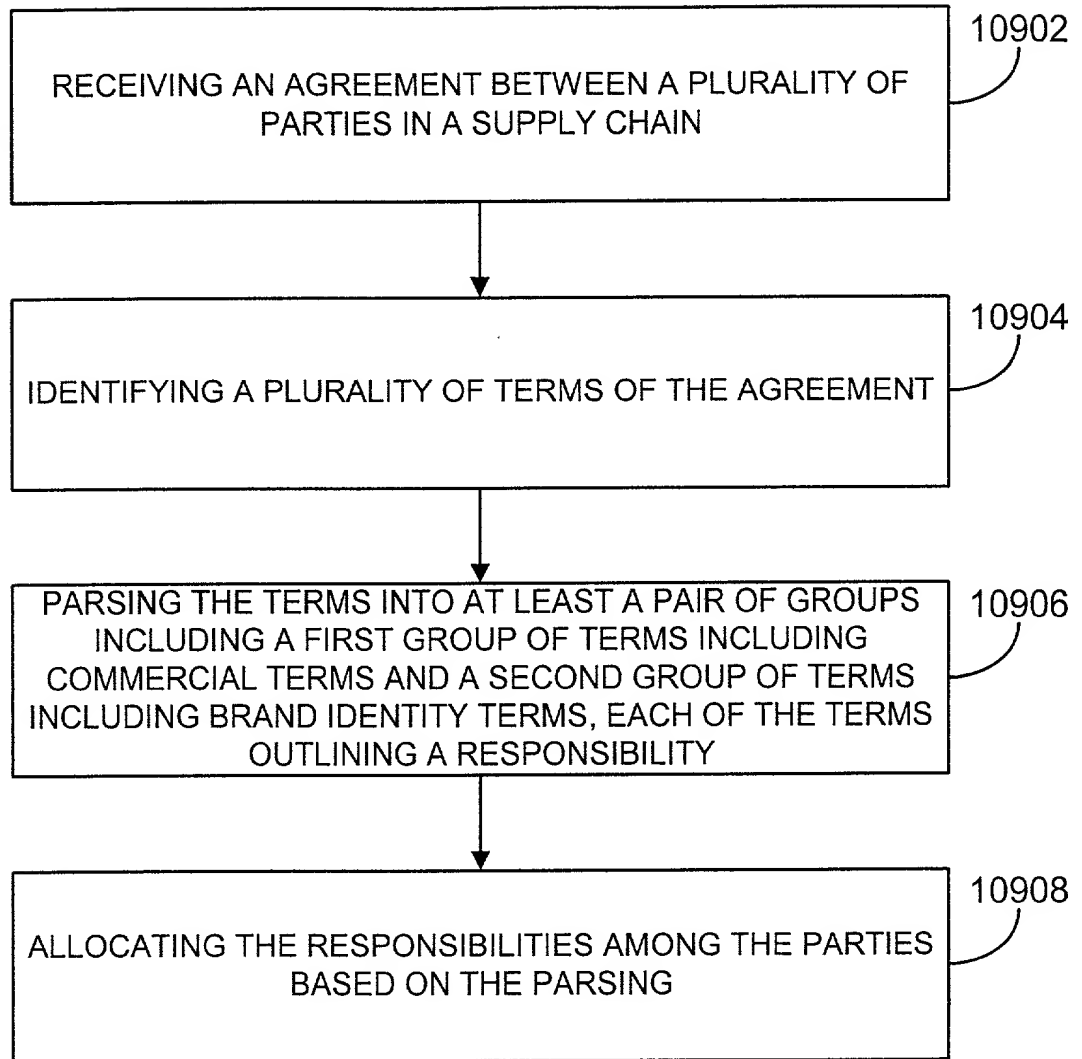 10902
RECEIVING AN AGREEMENT BETWEEN A PLURALITY OF
PARTIES IN A SUPPLY CHAIN
10904
IDENTIFYING A PLURALITY OF TERMS OF THE AGREEMENT
10906
PARSING THE TERMS INTO AT LEAST A PAIR OF GROUPS
INCLUDING A FIRST GROUP OF TERMS INCLUDING
COMMERCIAL TERMS AND A SECOND GROUP OF TERMS
INCLUDING BRAND IDENTITY TERMS, EACH OF THE TERMS
OUTLINING A RESPONSIBILITY
10908
ALLOCATING THE RESPONSIBILITIES AMONG THE PARTIES
BASED ON THE PARSING